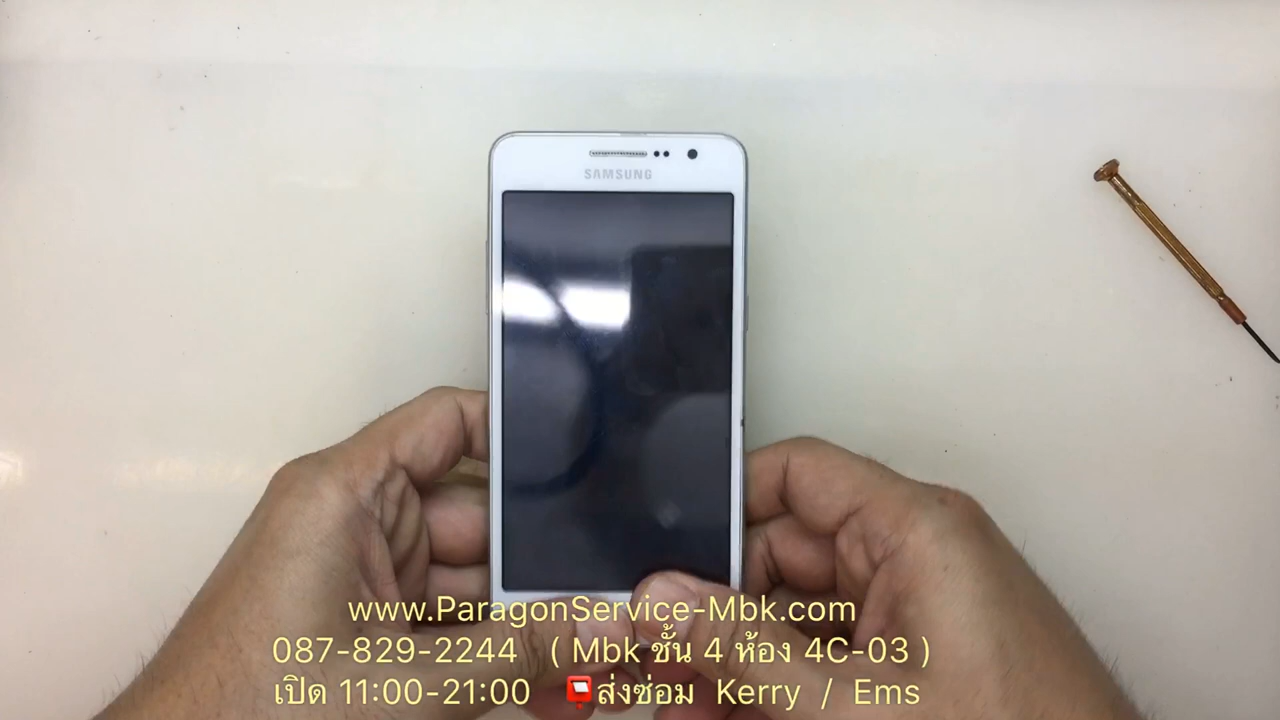 SAMSUNG
www.ParagonService-Mbk.com
087-829-2244 ( Mbk ชั้น 4 ห้อง 4C-03 )
เปิด 11:00-21:00 📮ส่งซ่อม Kerry / Ems